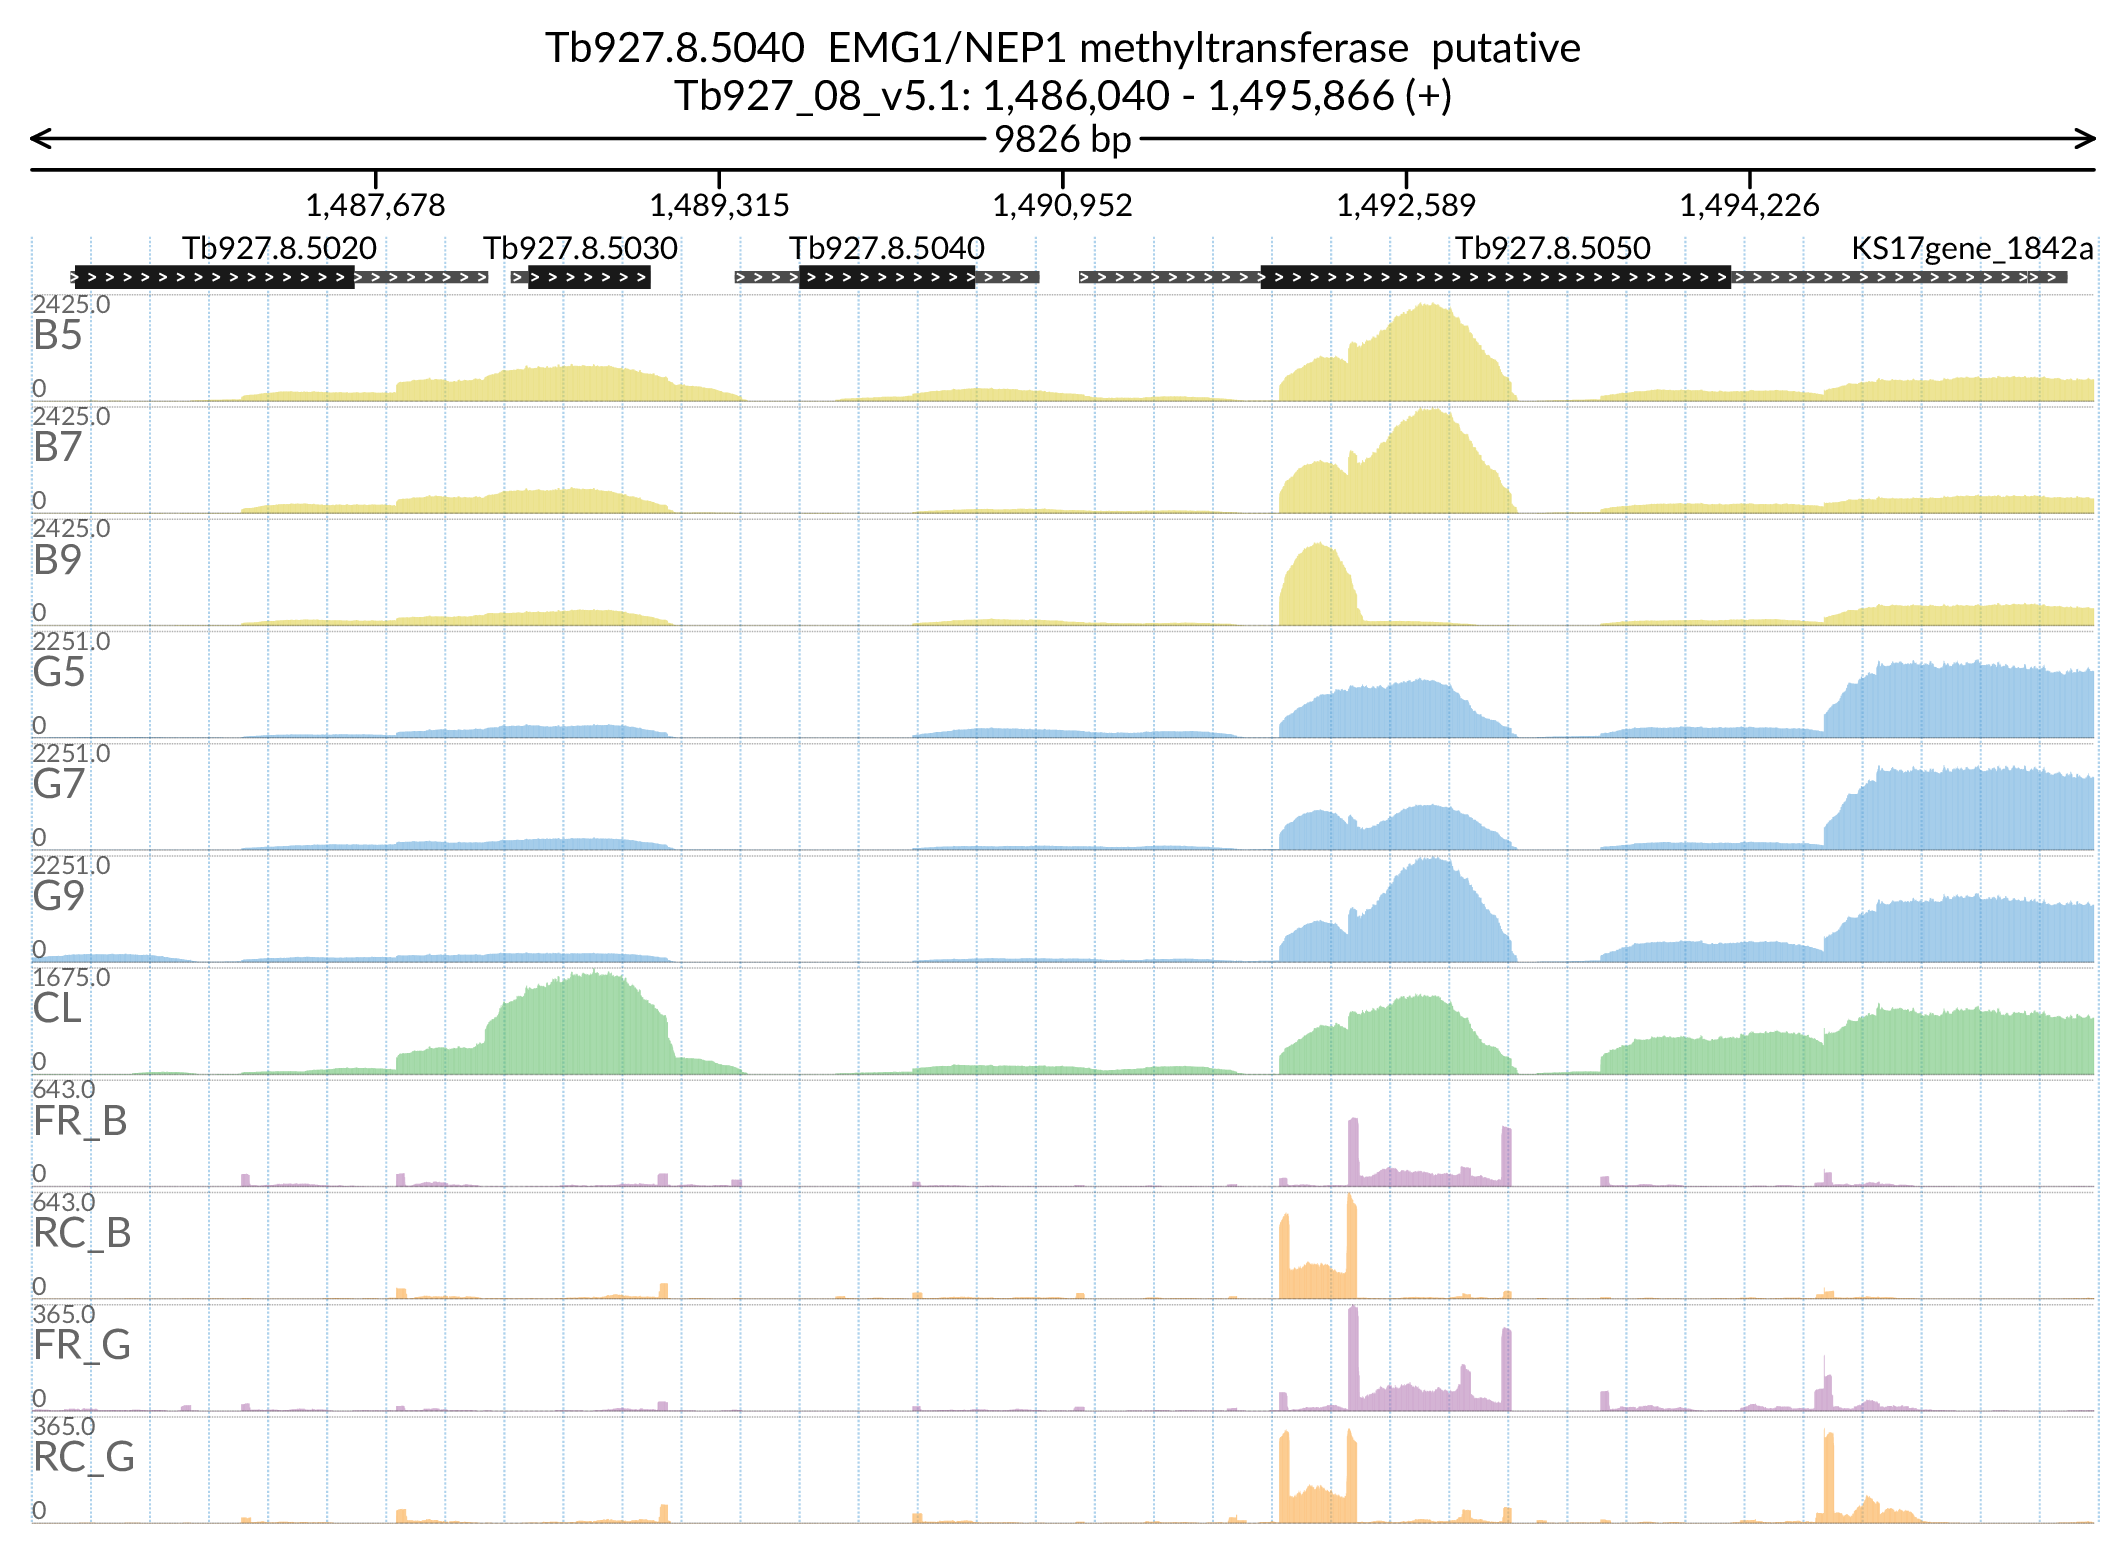 Tb927.8.5040  EMG1/NEP1 methyltransferase  putative
Tb927_08_v5.1: 1,486,040 - 1,495,866 (+)
9826 bp
1,487,678 1,489,315 1,490,952 1,492,589 1,494,226
Tb927.8.5020 Tb927.8.5030 Tb927.8.5040 Tb927.8.5050 KS17gene_1842a
2425.0
B5
0
2425.0
B7
0
2425.0
B9
0
2251.0
G5
0
2251.0
G7
0
2251.0
G9
0
1675.0
CL
0
643.0
FR_B
0
643.0
RC_B
0
365.0
FR_G
0
365.0
RC_G
0